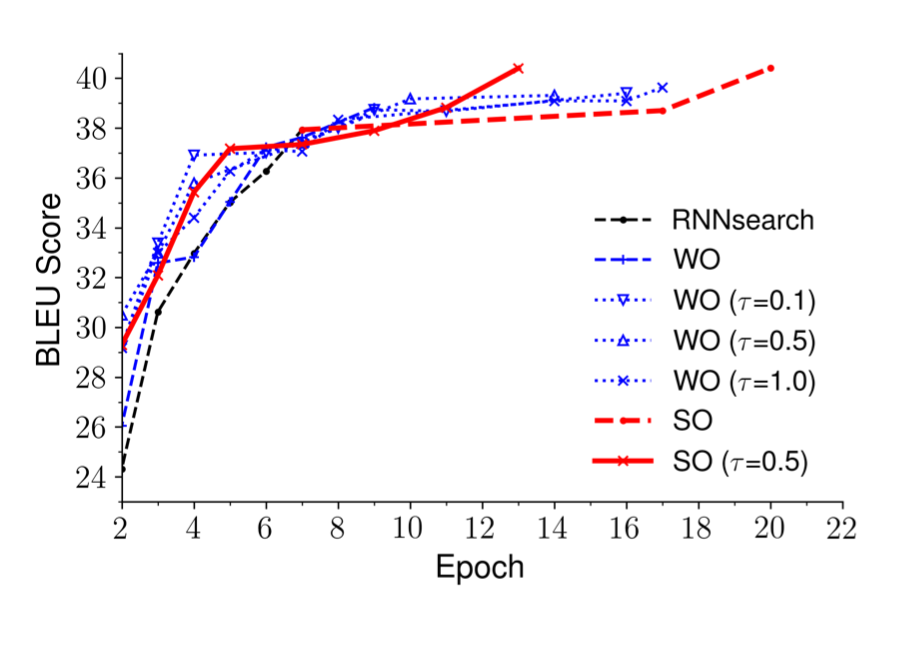 40
38
36
34
32
30
28
26
24
BLEU Score
RNNsearch
WO
WO (τ=0.1)
WO (τ=0.5)
WO (τ=1.0)
SO
SO (τ=0.5)
2 4 6 8 10 12 14 16 18 20 22
Epoch